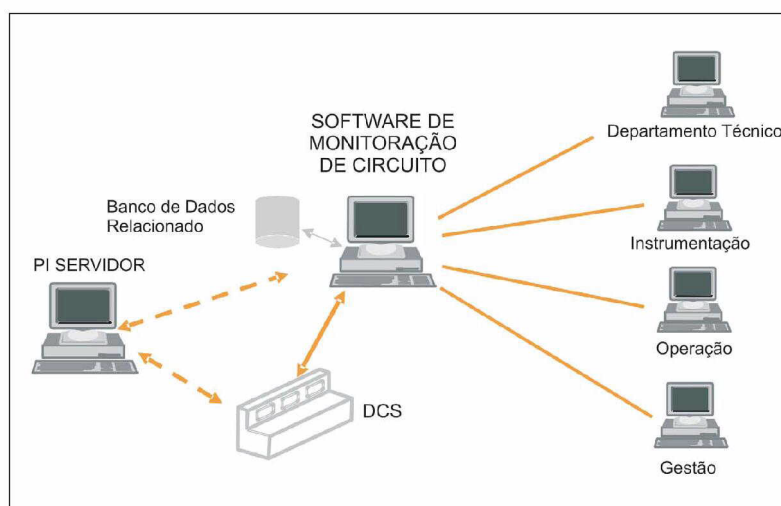 SOFTWARE DE
MONITORAÇÃO
DE CIRCUITO
Banco de Dados
Relacionado
PI SERVIDOR
DCS
Departamento Técnico
Instrumentação
Operação
Gestão